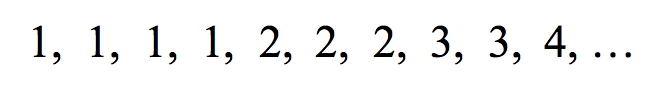 1, 1, 1, 1, 2, 2, 2, 3, 3, 4, …